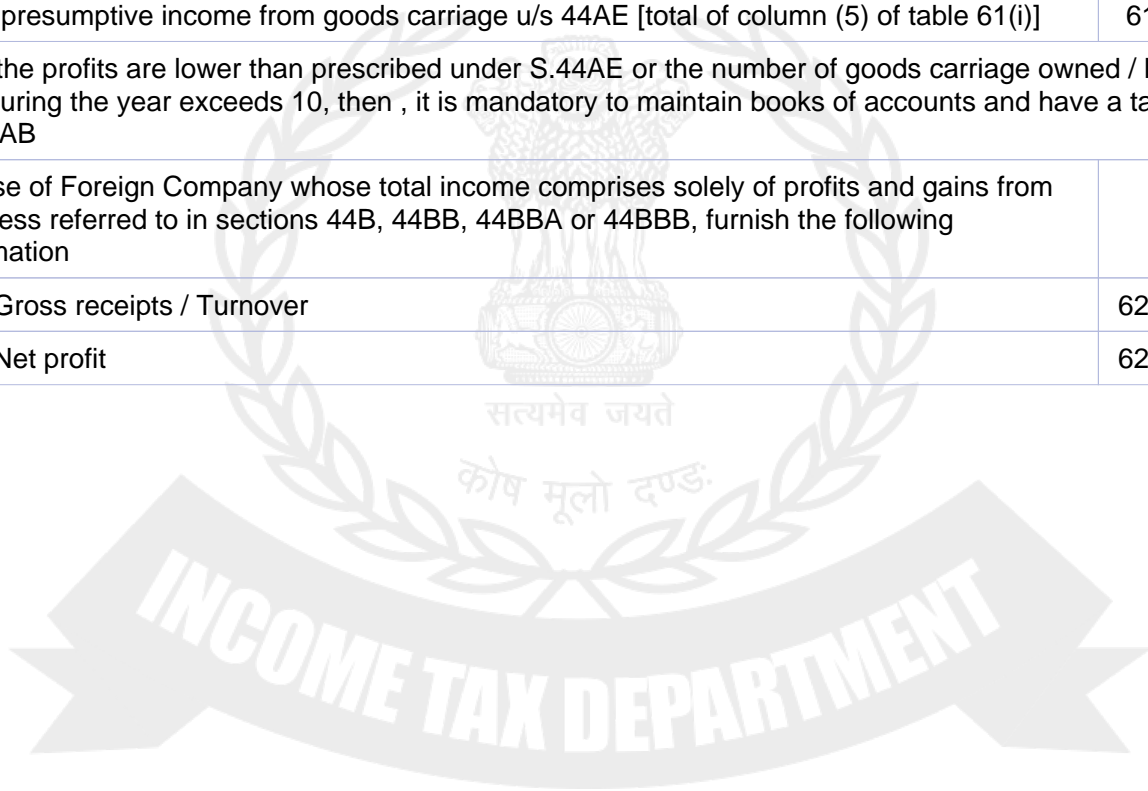 presumptive income from goods carriage u/s 44AE [total of column (5) of table 61(i)] 61
the profits are lower than prescribed under S.44AE or the number of goods carriage owned /
uring the year exceeds 10, then , it is mandatory to maintain books of accounts and have a ta
AB
se of Foreign Company whose total income comprises solely of profits and gains from
ess referred to in sections 44B, 44BB, 44BBA or 44BBB, furnish the following
nation
Gross receipts / Turnover 62
Net profit 62
सत्यमेव जयते
कोष मूलो दण्डः
INCOME TAX DEPARTMENT